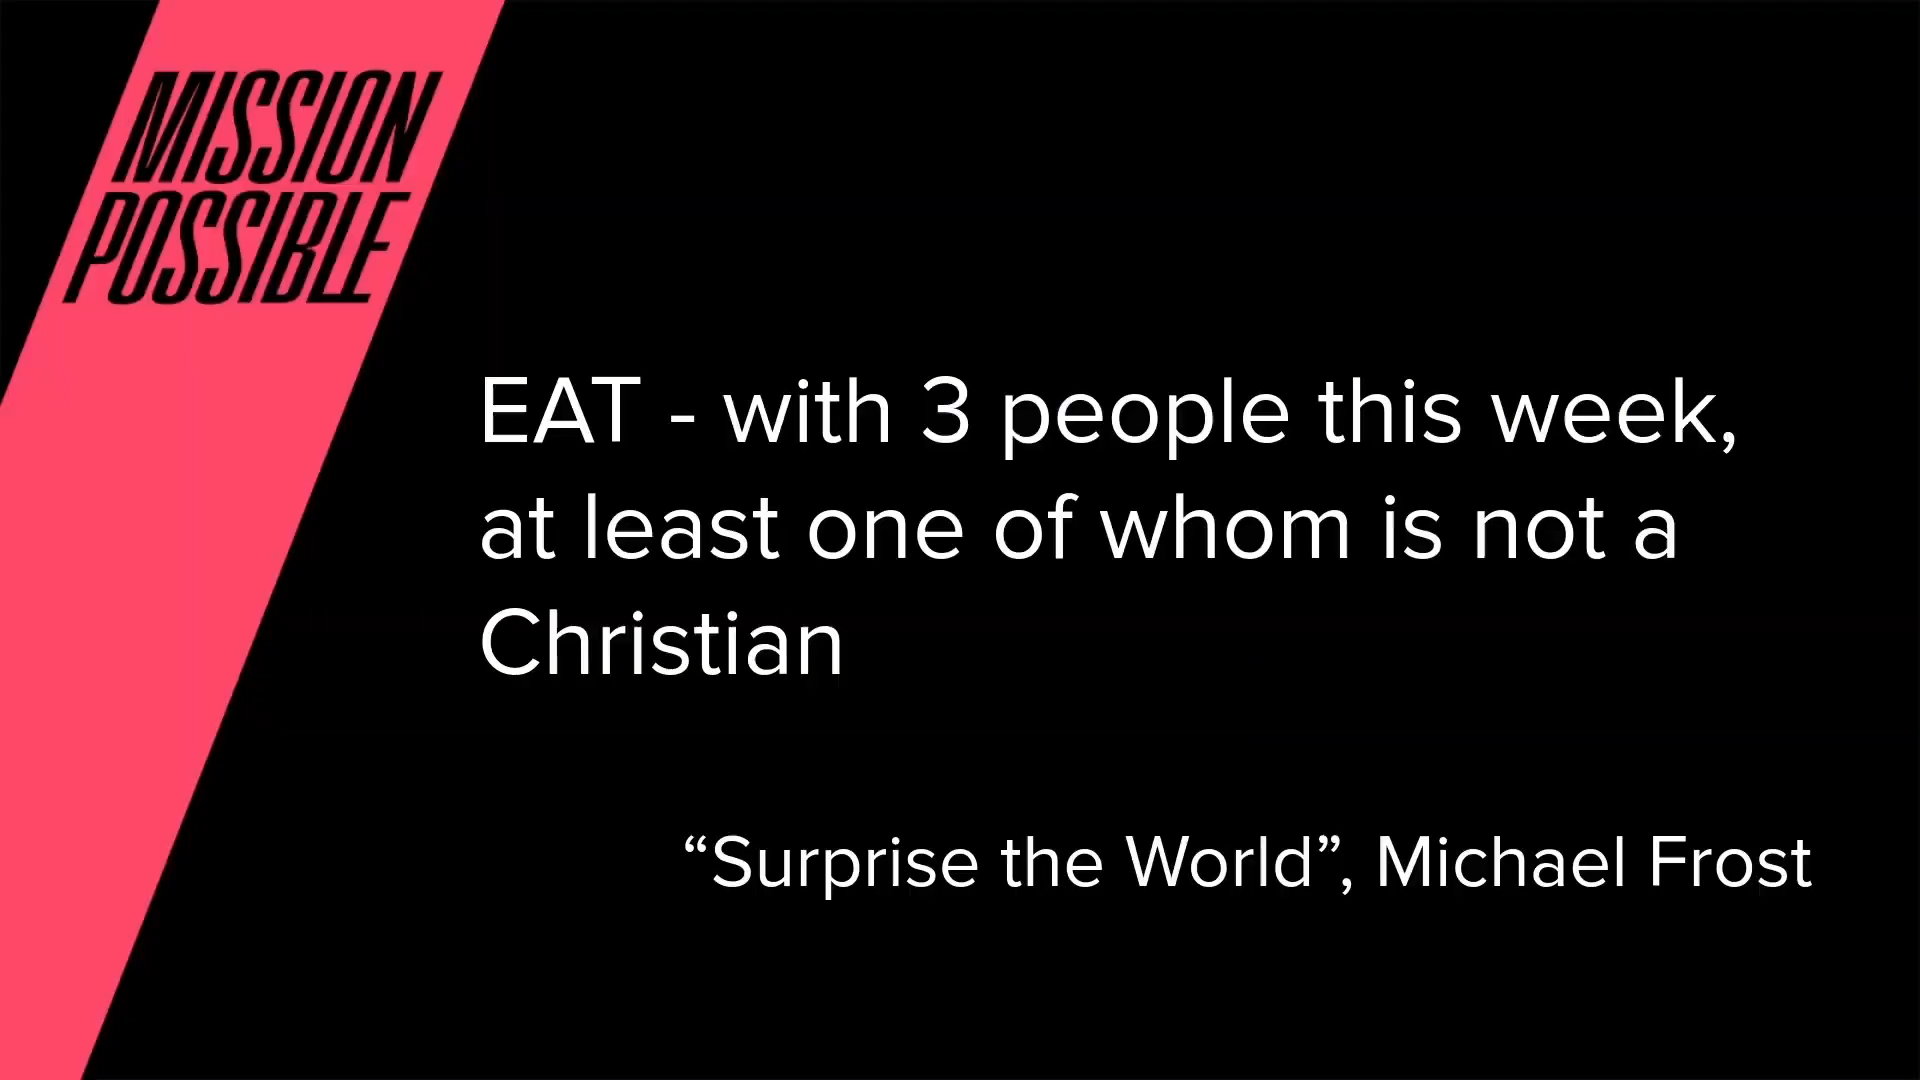 MISSION
POSSIBLE
EAT - with 3 people this week,
at least one of whom is not a
Christian
“Surprise the World”, Michael Frost